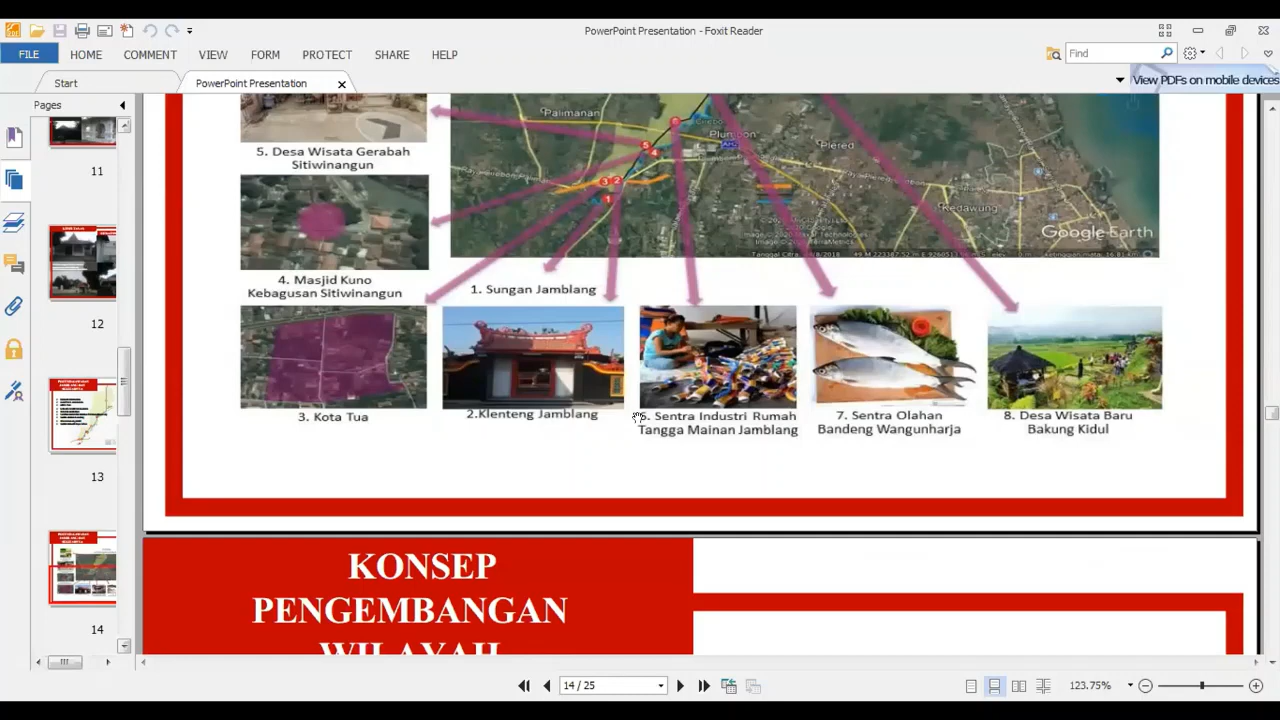 PowerPoint Presentation - Foxit Reader
FILE
HOME
COMMENT
VIEW
FORM
PROTECT
SHARE
HELP
Find
Start
PowerPoint Presentation
View PDFs on mobile devices
Pages
11
12
13
14
5. Desa Wisata Gerabah
Sitiwinangun
4. Masjid Kuno
Kebagusan Sitiwinangun
1. Sungan Jamblang
3. Kota Tua
2.Klenteng Jamblang
6. Sentra Industri Rumah
Tangga Mainan Jamblang
7. Sentra Olahan
Bandeng Wangunharja
8. Desa Wisata Baru
Bakung Kidul
Palimanan
Plumbon
Plered
Kedawung
Google Earth
KONSEP
PENGEMBANGAN
WILAYAH
14 / 25
123.75%